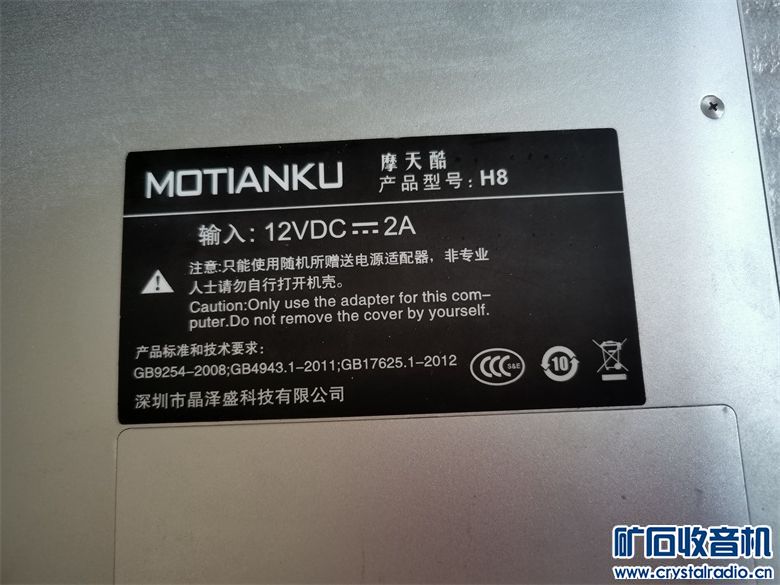 MOTIANKU
摩天酷
产品型号: H8
输入: 12VDC⎓2A
注意:只能使用随机所赠送电源适配器，非专业
人士请勿自行打开机壳。
Caution:Only use the adapter for this com-
puter.Do not remove the cover by yourself.
产品标准和技术要求:
GB9254-2008;GB4943.1-2011;GB17625.1-2012
深圳市晶泽盛科技有限公司
CCC S&E
10
矿石收音机
www.crystalradio.cn